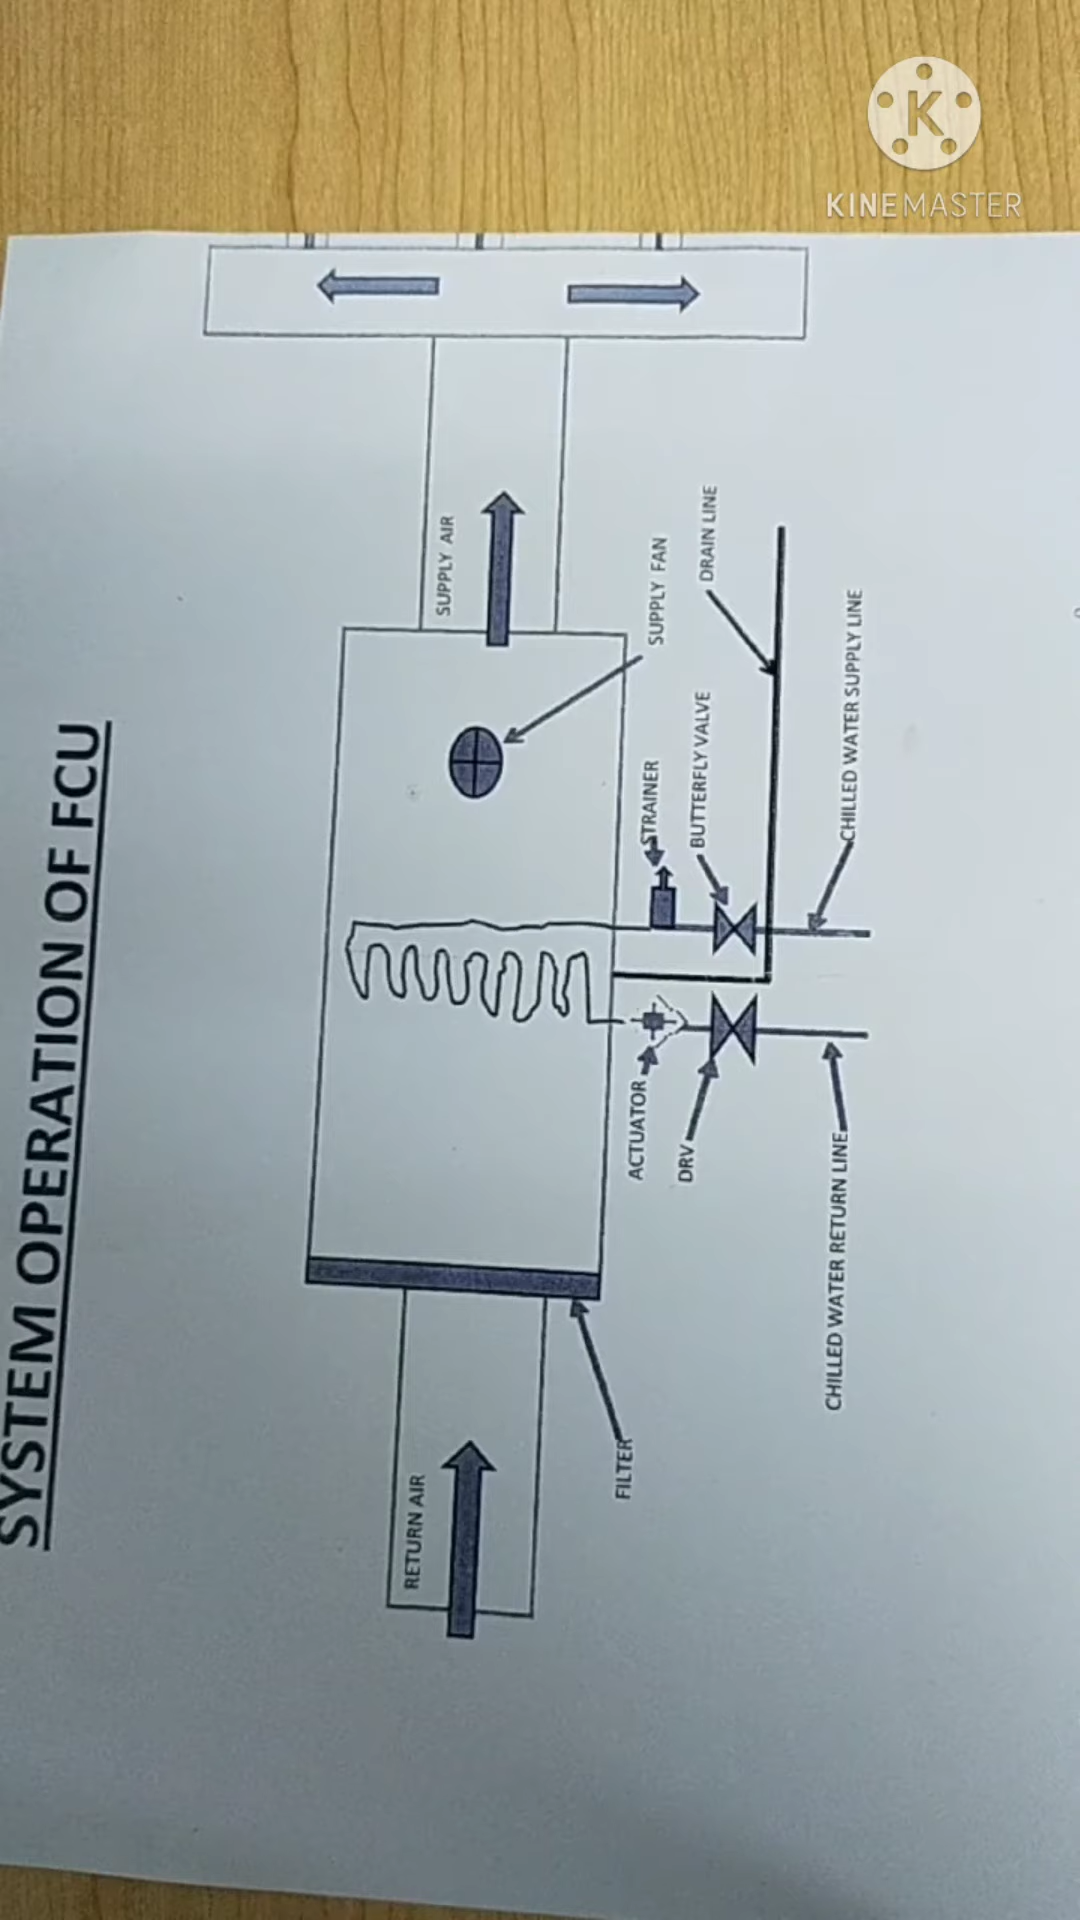 KINEMASTER
SYSTEM OPERATION OF FCU
RETURN AIR
SUPPLY AIR
FILTER
ACTUATOR
STRAINER
SUPPLY FAN
DRV
BUTTERFLY VALVE
DRAIN LINE
CHILLED WATER RETURN LINE
CHILLED WATER SUPPLY LINE